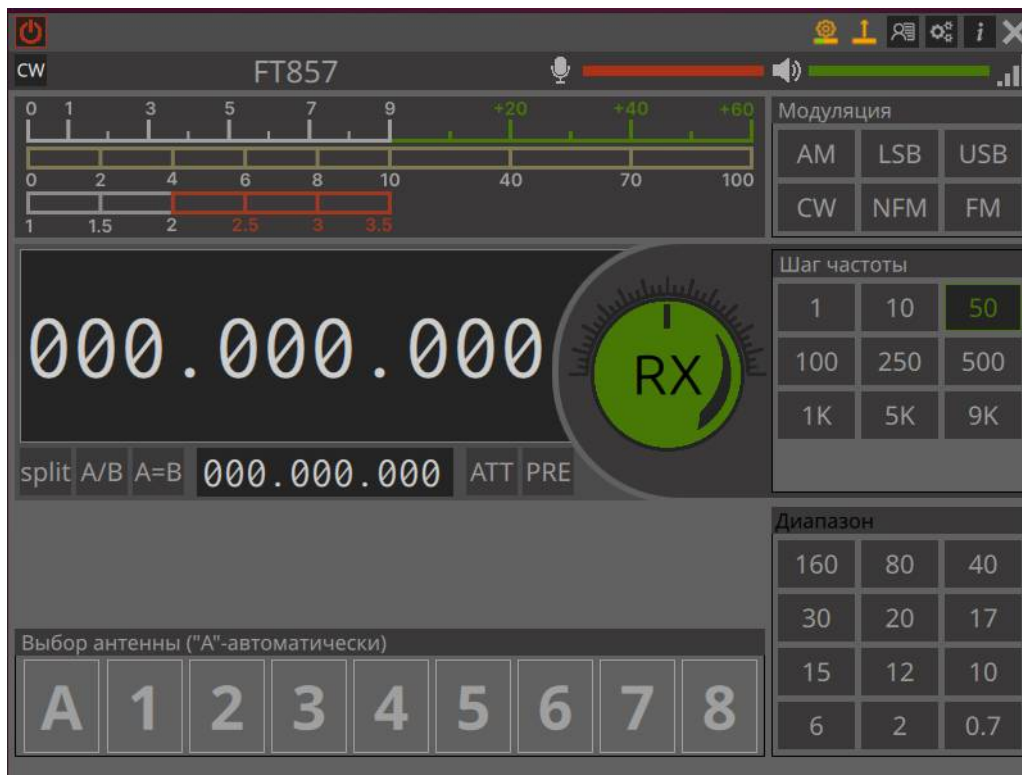 CW FT857
0 1 3 5 7 9 +20 +40 +60
0 2 4 6 8 10 40 70 100
1 1.5 2 2.5 3 3.5
Модуляция
AM LSB USB
CW NFM FM
000.000.000
RX
split A/B A=B 000.000.000 ATT PRE
Шаг частоты
1 10 50
100 250 500
1K 5K 9K
Диапазон
160 80 40
30 20 17
15 12 10
6 2 0.7
Выбор антенны ("А"-автоматически)
A 1 2 3 4 5 6 7 8